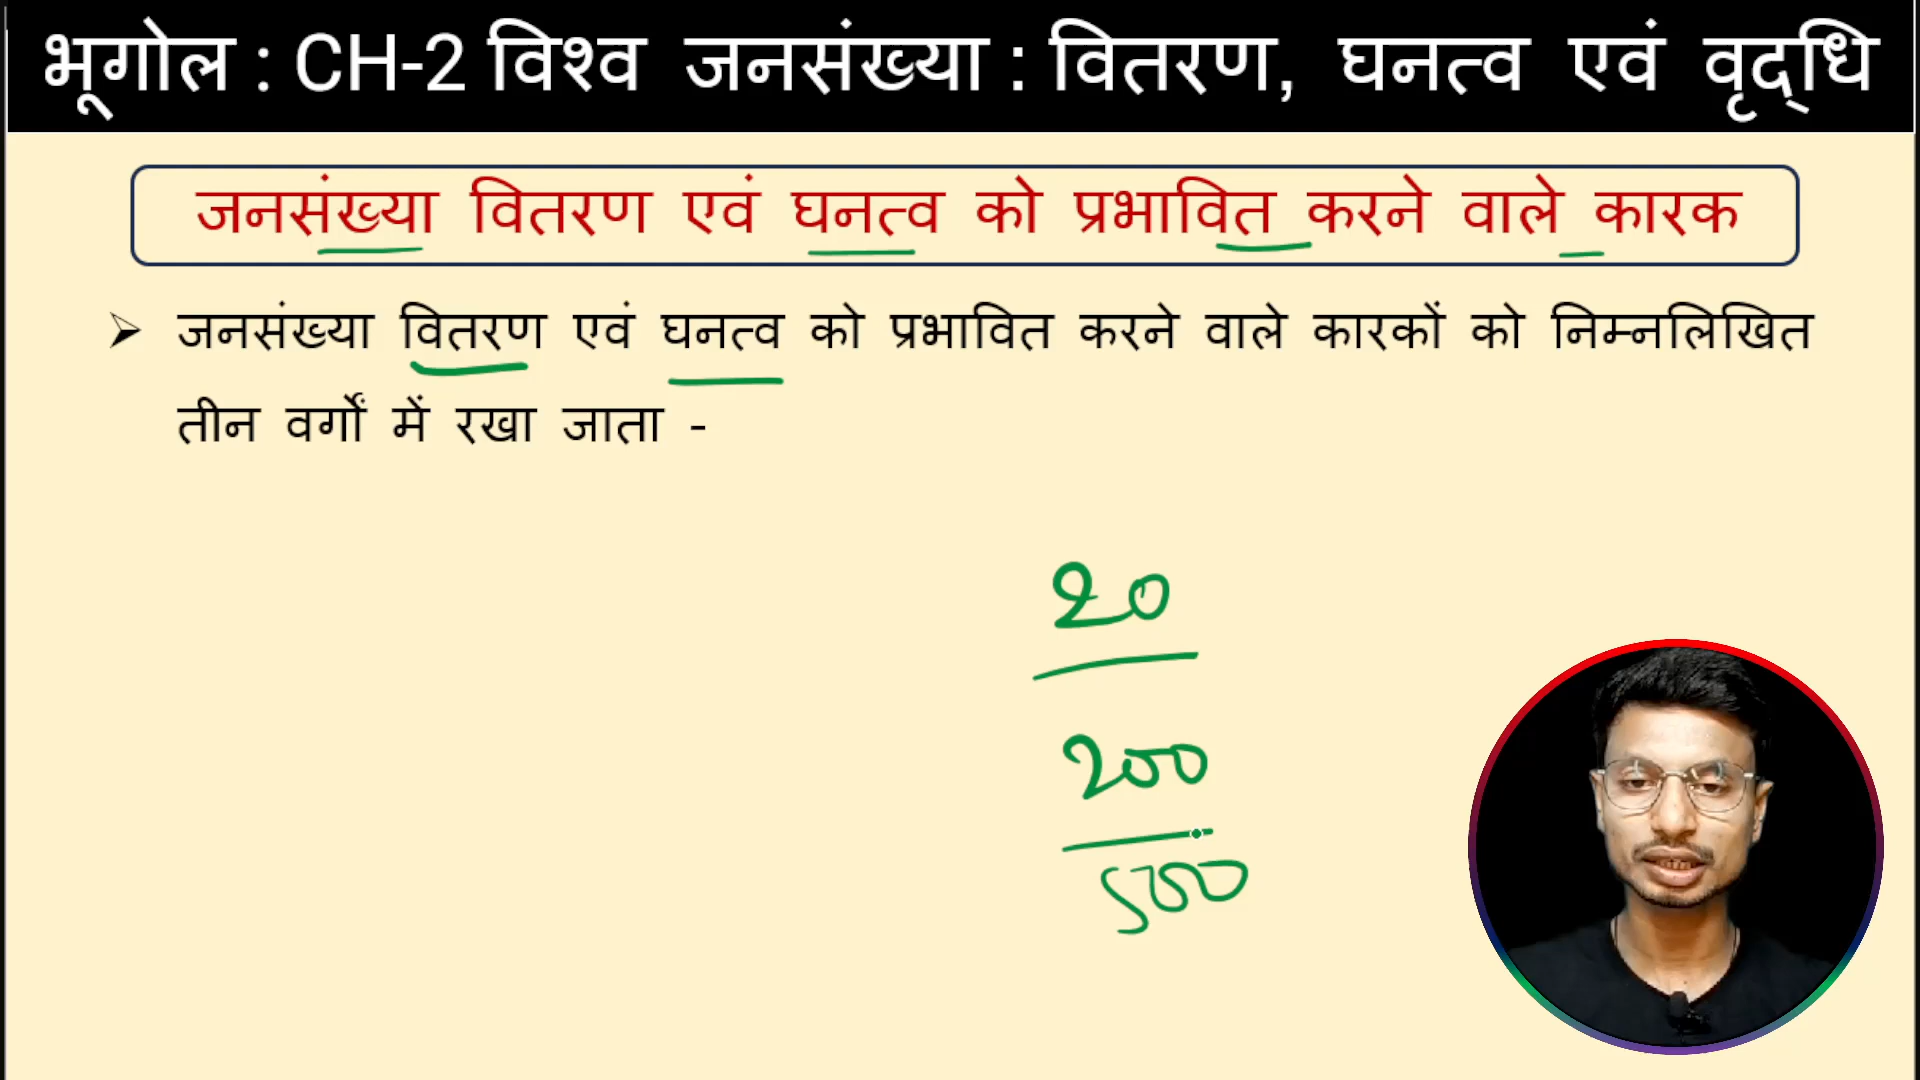 भूगोल : CH-2 विश्व जनसंख्या : वितरण, घनत्व एवं वृद्धि
जनसंख्या वितरण एवं घनत्व को प्रभावित करने वाले कारक
➢ जनसंख्या वितरण एवं घनत्व को प्रभावित करने वाले कारकों को निम्नलिखित
तीन वर्गों में रखा जाता -
20
200
500